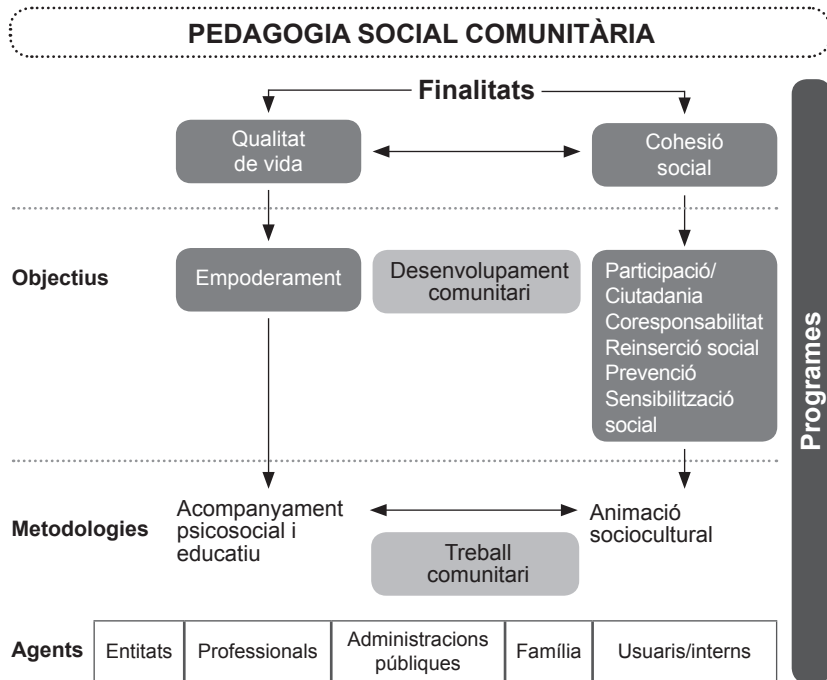 PEDAGOGIA SOCIAL COMUNITÀRIA
Finalitats
Qualitat
de vida
Cohesió
social
Objectius
Empoderament
Desenvolupament
comunitari
Participació/
Ciutadania
Coresponsabilitat
Reinserció social
Prevenció
Sensibilització
social
Metodologies
Acompanyament
psicosocial i
educatiu
Treball
comunitari
Animació
sociocultural
Agents
Entitats
Professionals
Administracions
públiques
Família
Usuaris/interns
Programes